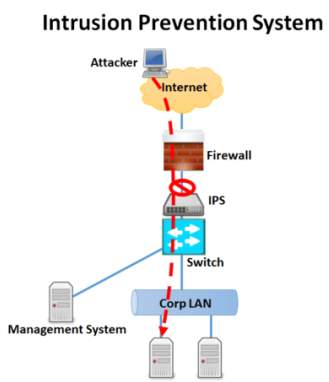 Intrusion Prevention System
Attacker
Internet
Firewall
IPS
Switch
Corp LAN
Management System